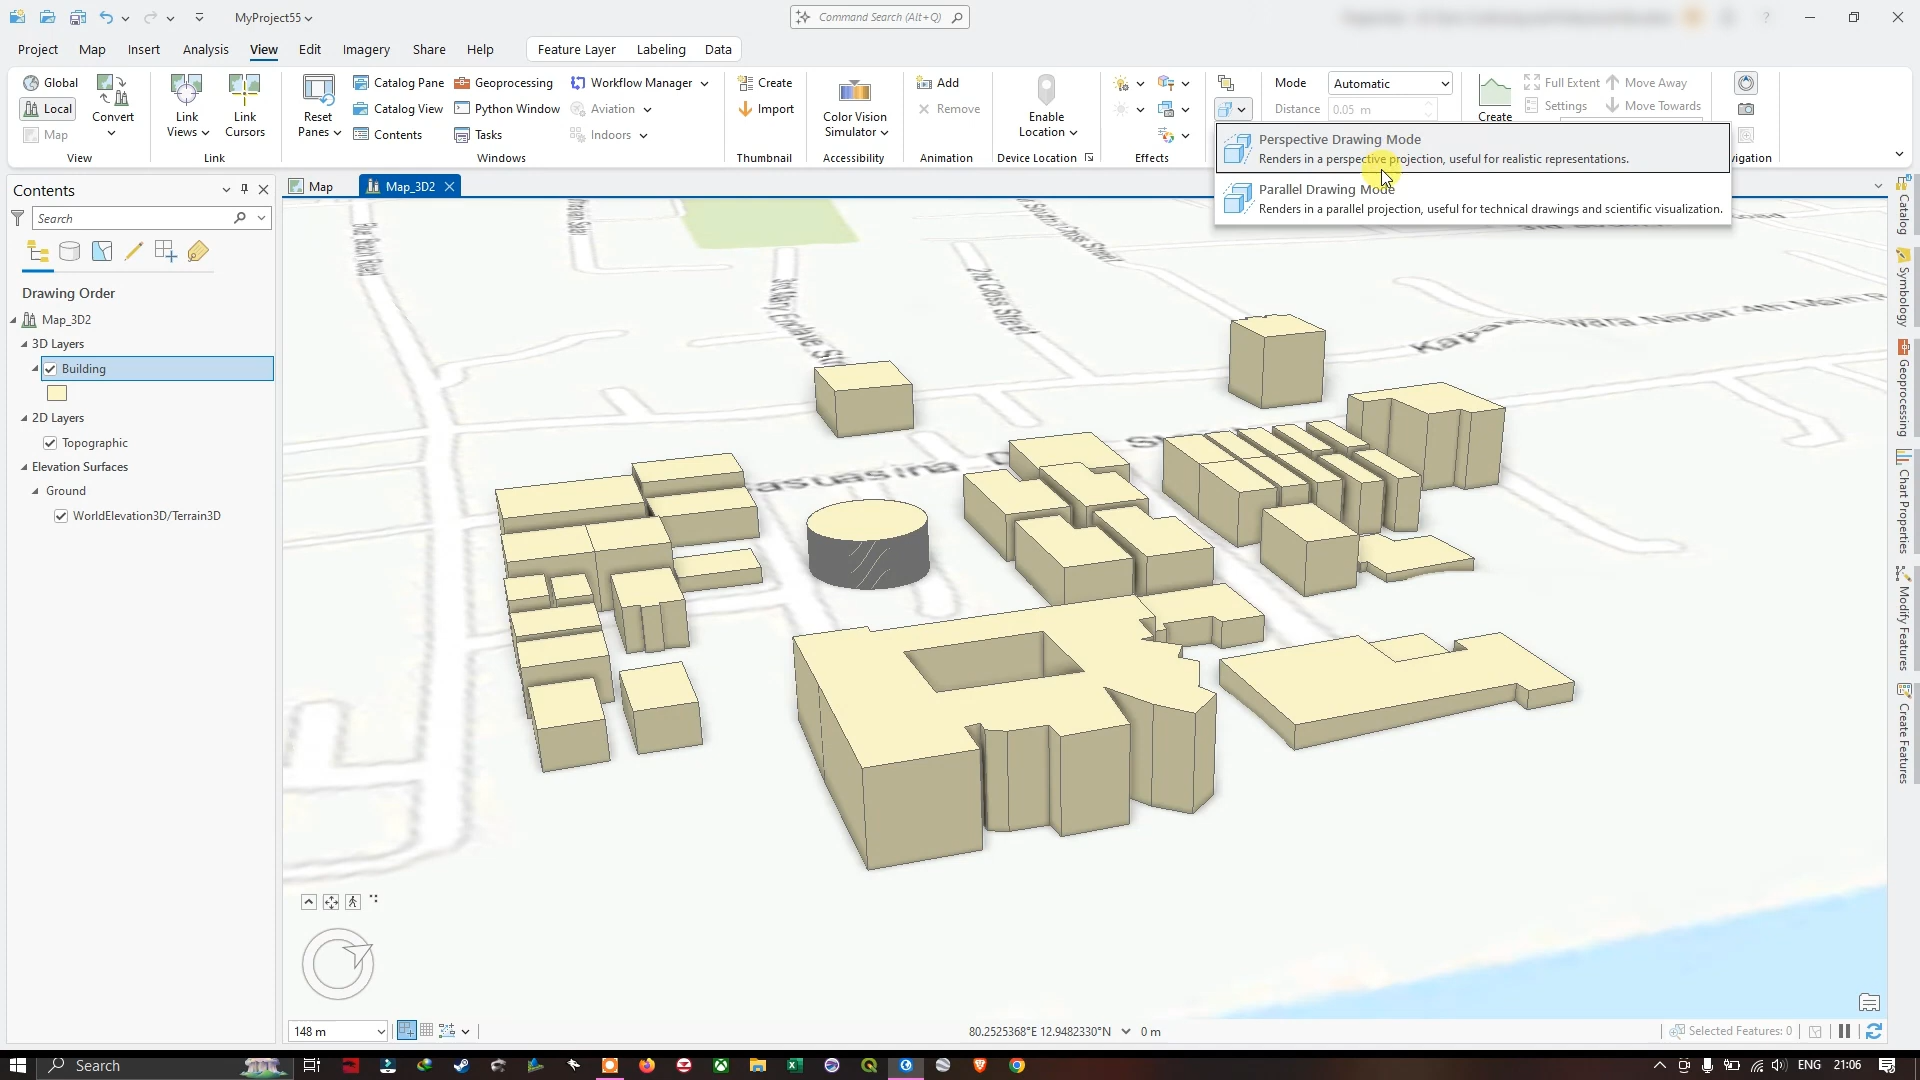 MyProject55
Command Search (Alt+Q)
?
Project
Map
Insert
Analysis
View
Edit
Imagery
Share
Help
Feature Layer
Labeling
Data
Global
Local
Map
Convert
View
Link
Views
Link
Cursors
Link
Reset
Panes
Catalog Pane
Catalog View
Contents
Geoprocessing
Python Window
Tasks
Workflow Manager
Aviation
Indoors
Windows
Create
Import
Thumbnail
Color Vision
Simulator
Accessibility
Add
Remove
Animation
Enable
Location
Device Location
Effects
Mode
Automatic
Distance
0.05 m
Create
Full Extent
Settings
Move Away
Move Towards
Perspective Drawing Mode
Renders in a perspective projection, useful for realistic representations.
Parallel Drawing Mode
Renders in a parallel projection, useful for technical drawings and scientific visualization.
vigation
Contents
Search
Drawing Order
Map_3D2
3D Layers
Building
2D Layers
Topographic
Elevation Surfaces
Ground
WorldElevation3D/Terrain3D
Map
Map_3D2
2nd Cross Street
Catalog
Symbology
Geoprocessing
Chart Properties
Modify Features
Create Features
148 m
80.2525368°E 12.9482330°N
0 m
Selected Features: 0
Search
ENG
21:06